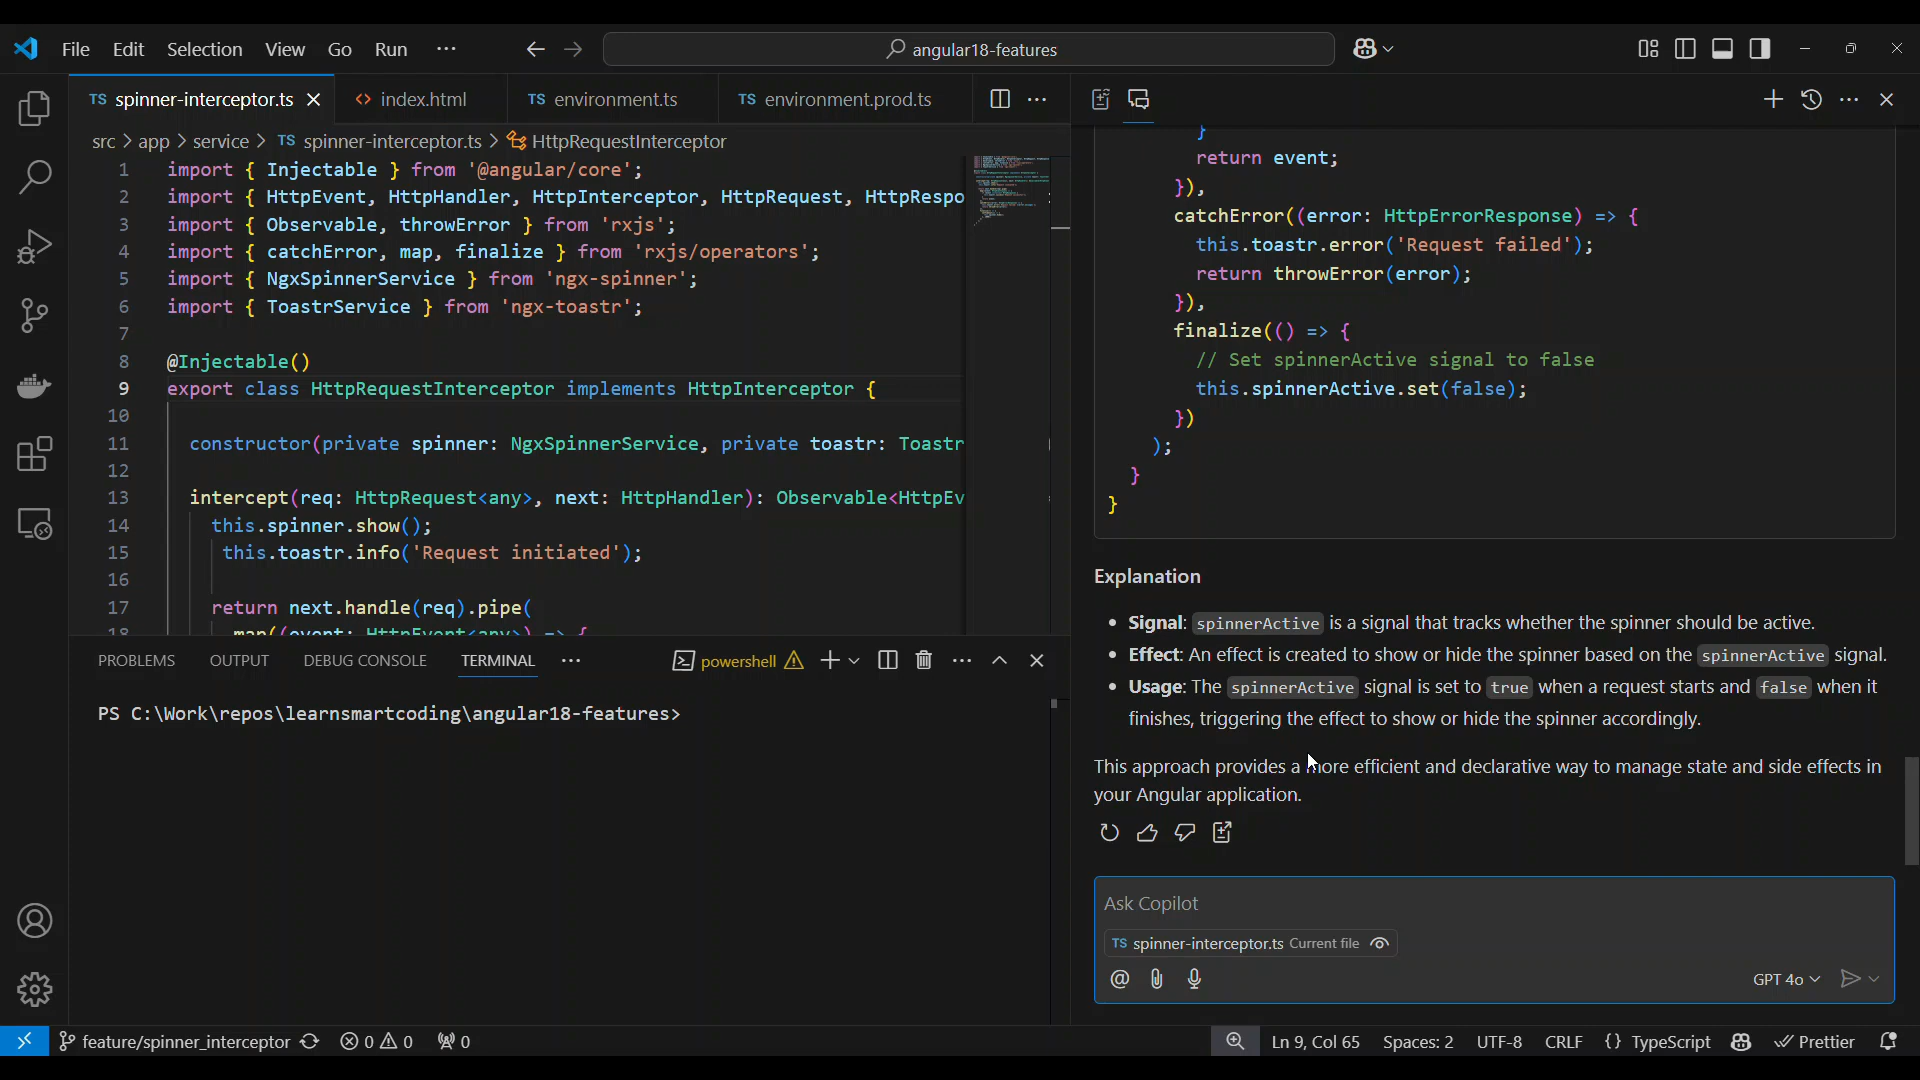 File Edit Selection View Go Run ···
angular18-features
TS spinner-interceptor.ts
index.html
TS environment.ts
TS environment.prod.ts
src > app > service > TS spinner-interceptor.ts > HttpRequestInterceptor
1 import { Injectable } from '@angular/core';
2 import { HttpEvent, HttpHandler, HttpInterceptor, HttpRequest, HttpRespo
3 import { Observable, throwError } from 'rxjs';
4 import { catchError, map, finalize } from 'rxjs/operators';
5 import { NgxSpinnerService } from 'ngx-spinner';
6 import { ToastrService } from 'ngx-toastr';
7
8 @Injectable()
9 export class HttpRequestInterceptor implements HttpInterceptor {
10
11 constructor(private spinner: NgxSpinnerService, private toastr: Toastr
12
13 intercept(req: HttpRequest<any>, next: HttpHandler): Observable<HttpEv
14 this.spinner.show();
15 this.toastr.info('Request initiated');
16
17 return next.handle(req).pipe(
18 map((event: HttpEvent<any>) => {
PROBLEMS OUTPUT DEBUG CONSOLE TERMINAL ··· powershell
PS C:\Work\repos\learnsmartcoding\angular18-features>
}
return event;
}),
catchError((error: HttpErrorResponse) => {
this.toastr.error('Request failed');
return throwError(error);
}),
finalize(() => {
// Set spinnerActive signal to false
this.spinnerActive.set(false);
})
);
}
}
Explanation
• Signal: spinnerActive is a signal that tracks whether the spinner should be active.
• Effect: An effect is created to show or hide the spinner based on the spinnerActive signal.
• Usage: The spinnerActive signal is set to true when a request starts and false when it
finishes, triggering the effect to show or hide the spinner accordingly.
This approach provides a more efficient and declarative way to manage state and side effects in
your Angular application.
Ask Copilot
TS spinner-interceptor.ts Current file
@ GPT 4o
feature/spinner_interceptor 0 0 0 Ln 9, Col 65 Spaces: 2 UTF-8 CRLF {} TypeScript Prettier